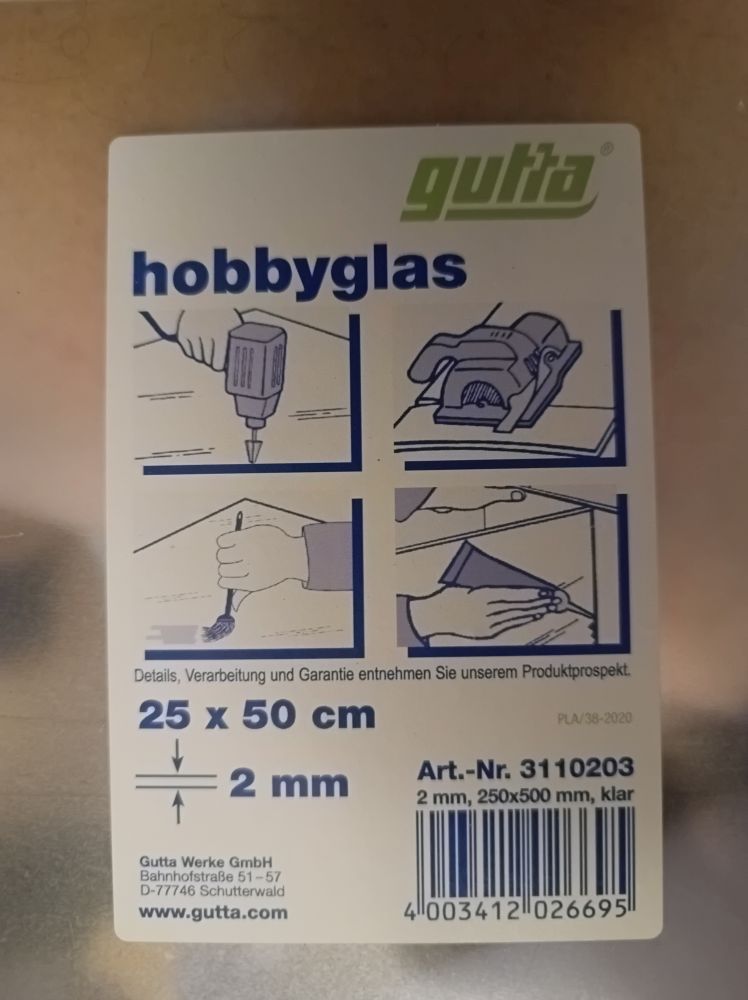 gutta®
hobbyglas
Details, Verarbeitung und Garantie entnehmen Sie unserem Produktprospekt.
25 x 50 cm
PLA/38-2020
2 mm
Art.-Nr. 3110203
2 mm, 250x500 mm, klar
Gutta Werke GmbH
Bahnhofstraße 51–57
D-77746 Schutterwald
www.gutta.com
4 003412 026695